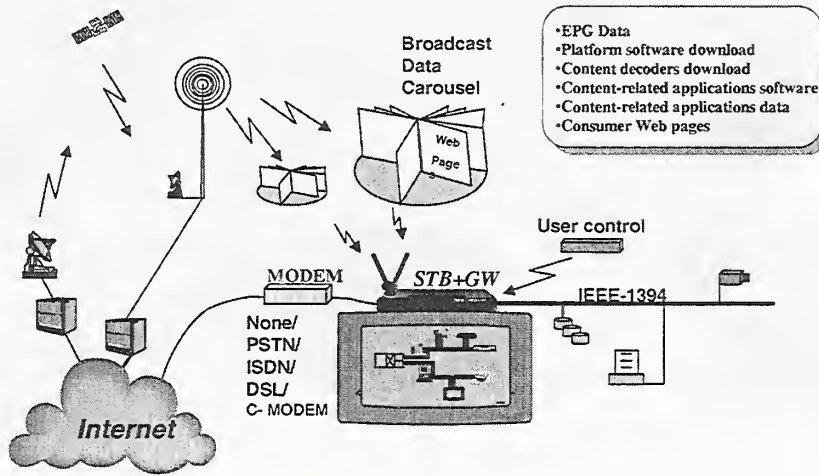 Broadcast
Data
Carousel
•EPG Data
•Platform software download
•Content decoders download
•Content-related applications software
•Content-related applications data
•Consumer Web pages
Web
Page
s
User control
MODEM
STB+GW
IEEE-1394
None/
PSTN/
ISDN/
DSL/
C- MODEM
Internet